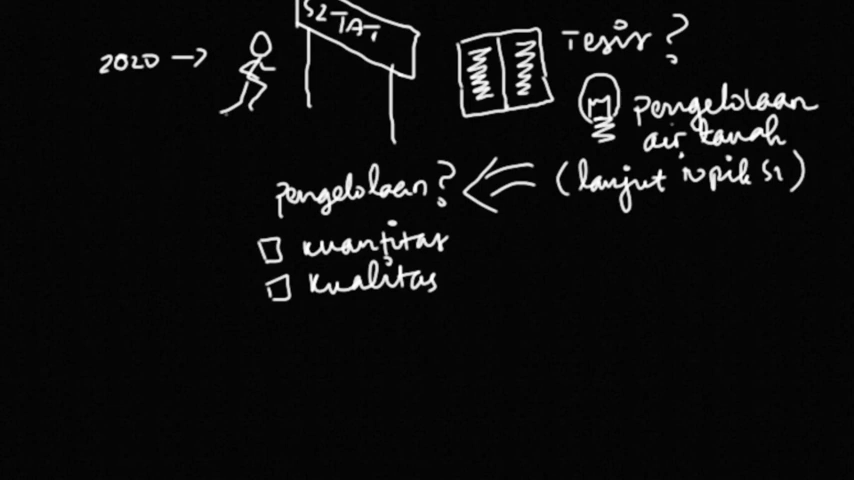 S2 TAT
2020
Tesis?
pengelolaan
air tanah
(lanjut topik S1)
pengelolaan?
kuantitas
kualitas